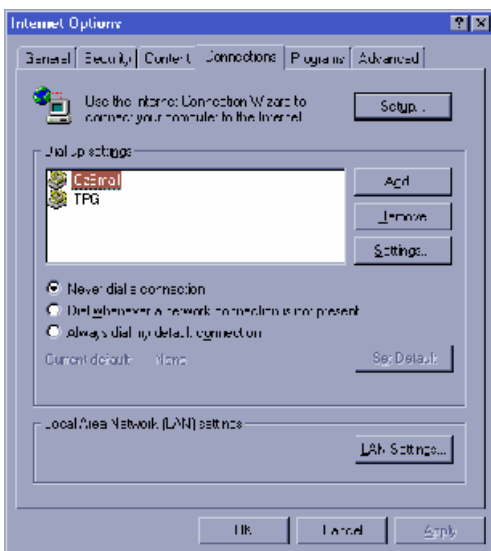 Internet Options
General Security Content Connections Programs Advanced
Use the Internet Connection Wizard to
connect your computer to the Internet
Setup...
Dial up settings
OzEmail
TPG
Add
Remove
Settings...
Never dial a connection
Dial whenever a network connection is not present
Always dial my default connection
Current default: None
Set Default
Local Area Network (LAN) settings
LAN Settings...
OK
Cancel
Apply